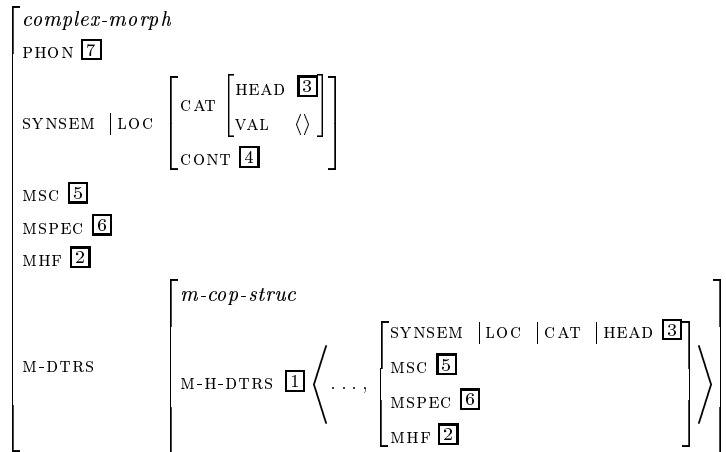 complex-morph
PHON 7
HEAD 3
CAT
SYNSEM |LOC
VAL ⟨⟩
CONT 4
MSC 5
MSPEC 6
MHF 2
m-cop-struc
SYNSEM |LOC |CAT |HEAD 3
MSC 5
M-DTRS
M-H-DTRS 1 ⟨ ...,
MSPEC 6 ⟩
MHF 2